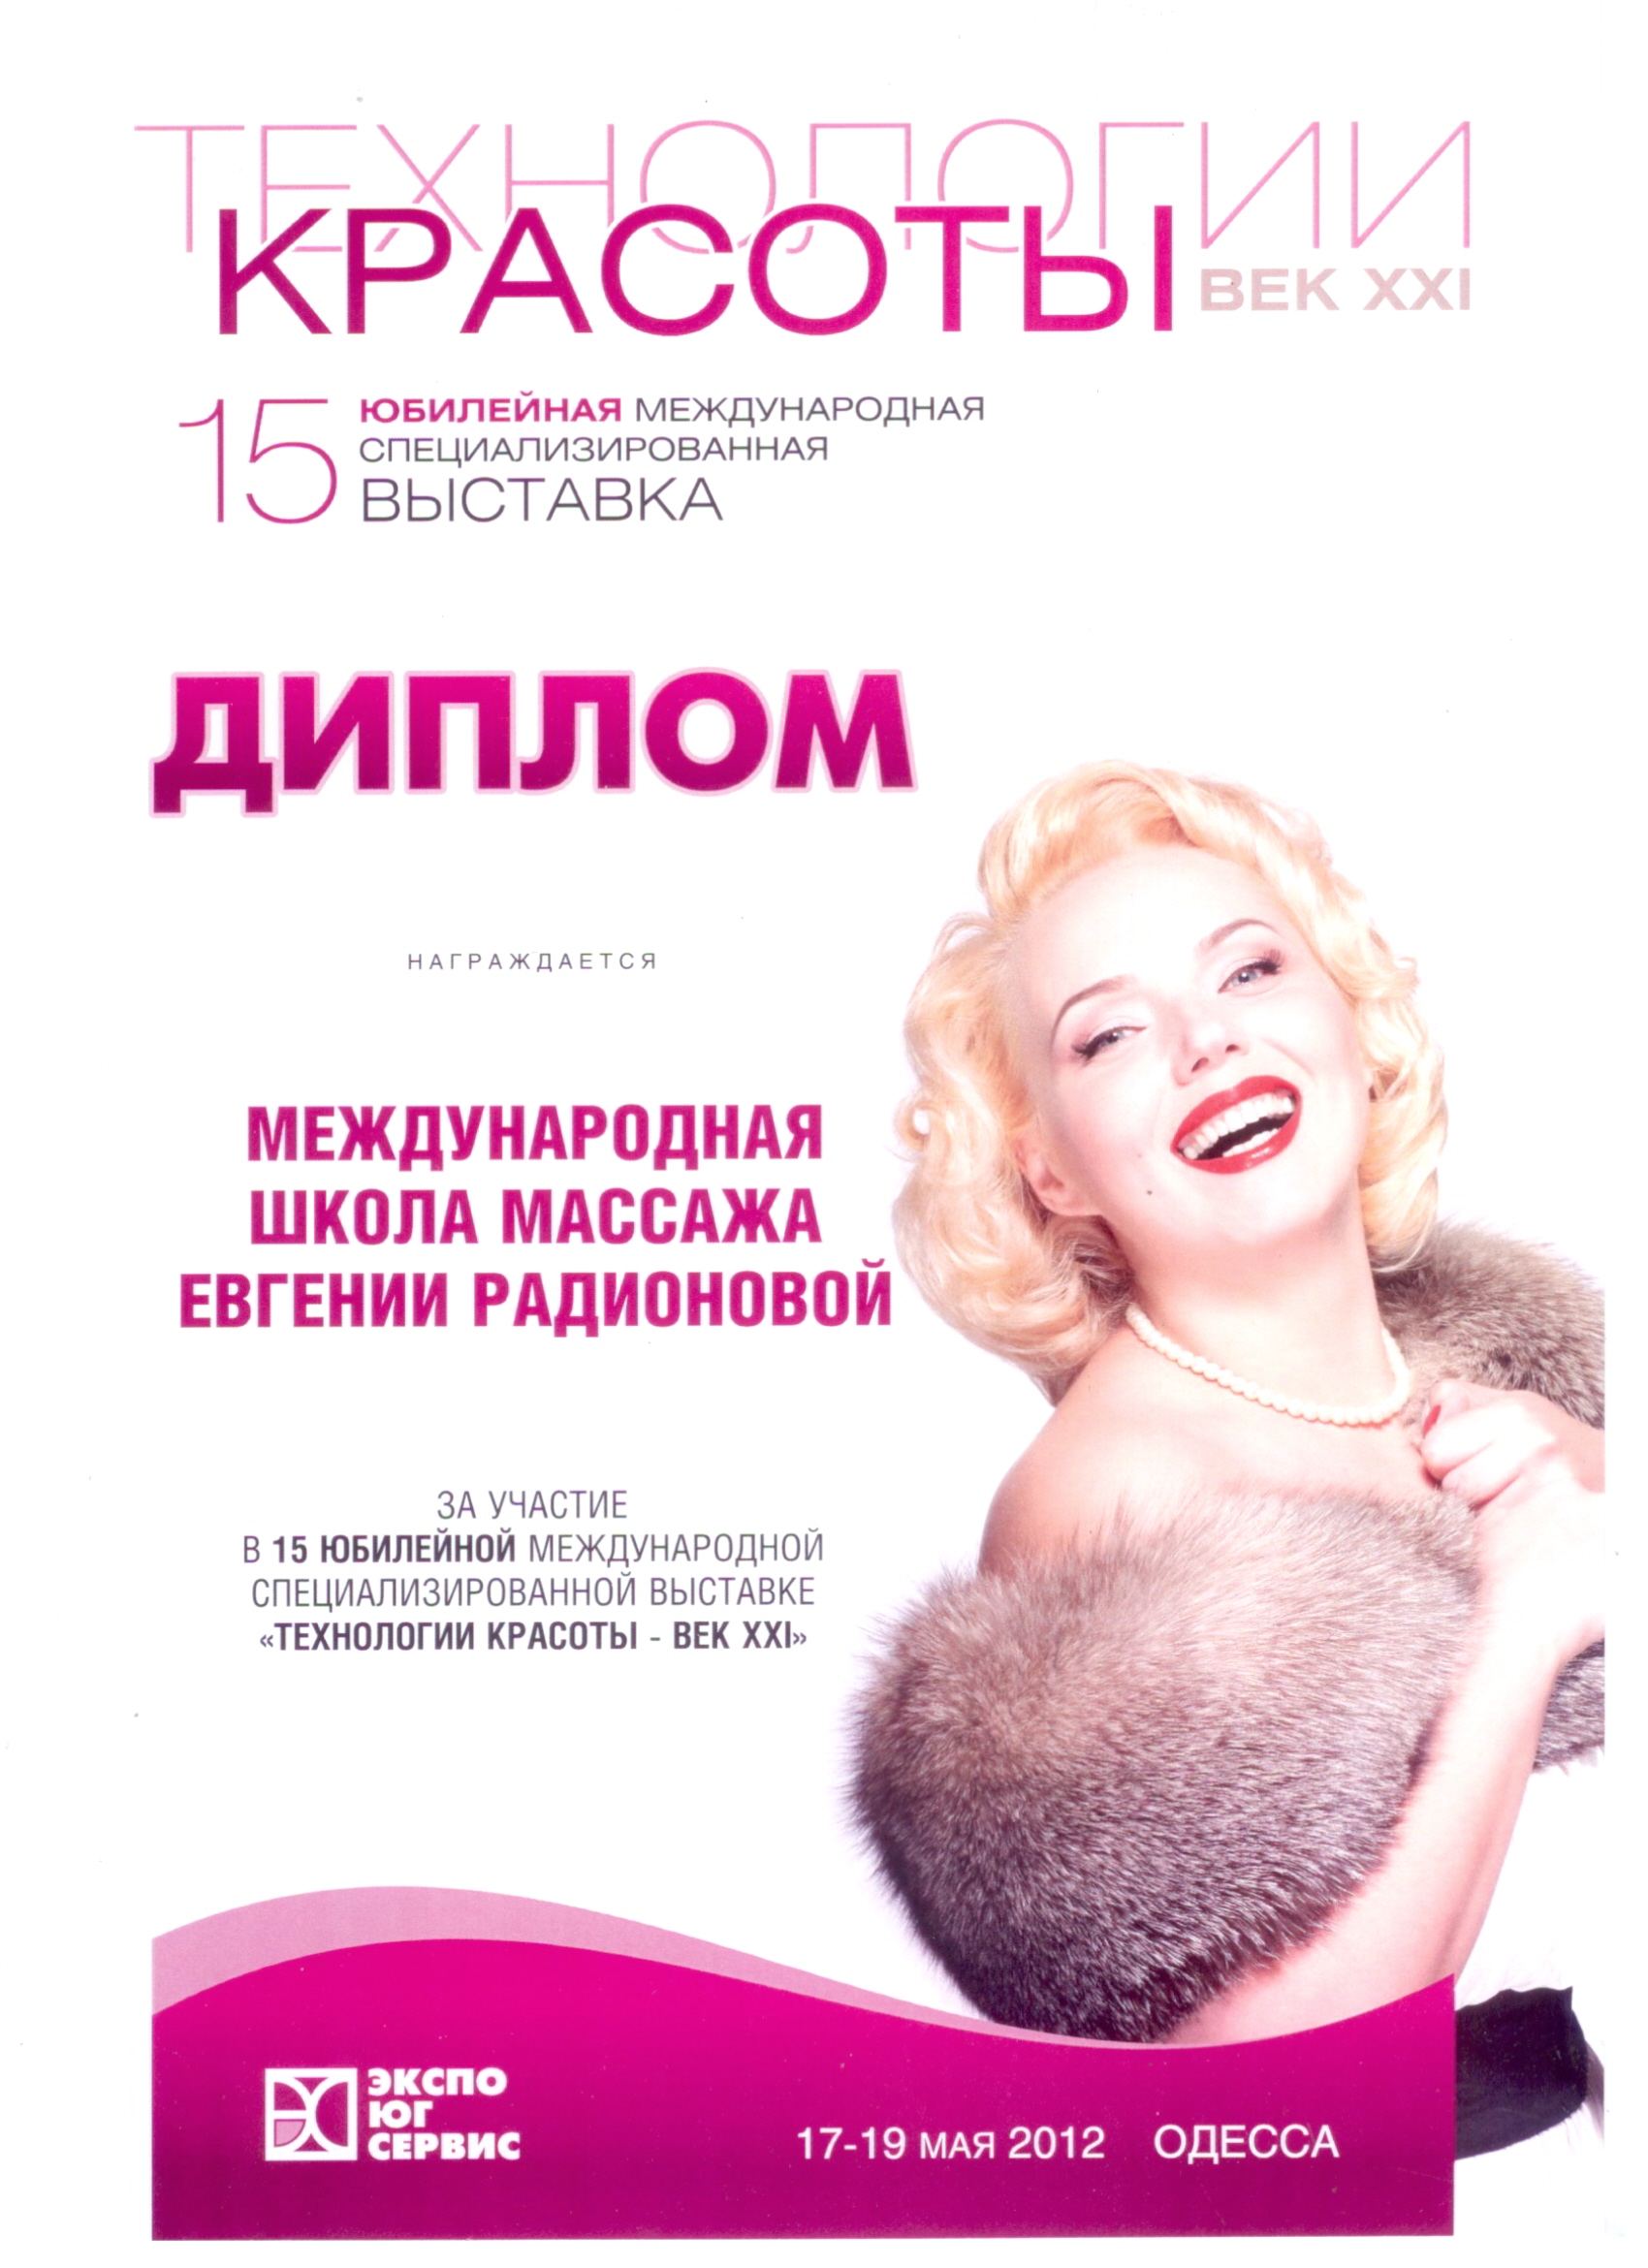 ТЕХНОЛОГИИ
КРАСОТЫ ВЕК XXI
15 ЮБИЛЕЙНАЯ МЕЖДУНАРОДНАЯ
СПЕЦИАЛИЗИРОВАННАЯ
ВЫСТАВКА
ДИПЛОМ
НАГРАЖДАЕТСЯ
МЕЖДУНАРОДНАЯ
ШКОЛА МАССАЖА
ЕВГЕНИИ РАДИОНОВОЙ
ЗА УЧАСТИЕ
В 15 ЮБИЛЕЙНОЙ МЕЖДУНАРОДНОЙ
СПЕЦИАЛИЗИРОВАННОЙ ВЫСТАВКЕ
«ТЕХНОЛОГИИ КРАСОТЫ - ВЕК XXI»
ЭКСПО
ЮГ
СЕРВИС
17-19 МАЯ 2012 ОДЕССА